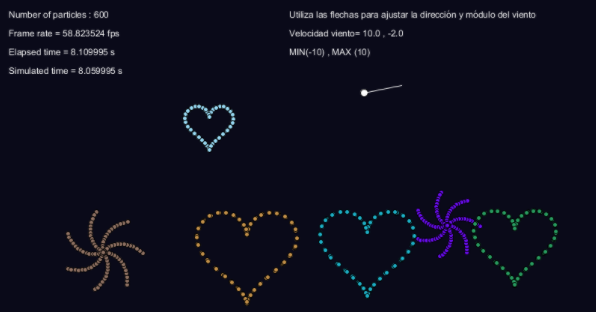 Number of particles : 600
Frame rate = 58.823524 fps
Elapsed time = 8.109995 s
Simulated time = 8.059995 s
Utiliza las flechas para ajustar la dirección y módulo del viento
Velocidad viento= 10.0 , -2.0
MIN(-10) , MAX (10)